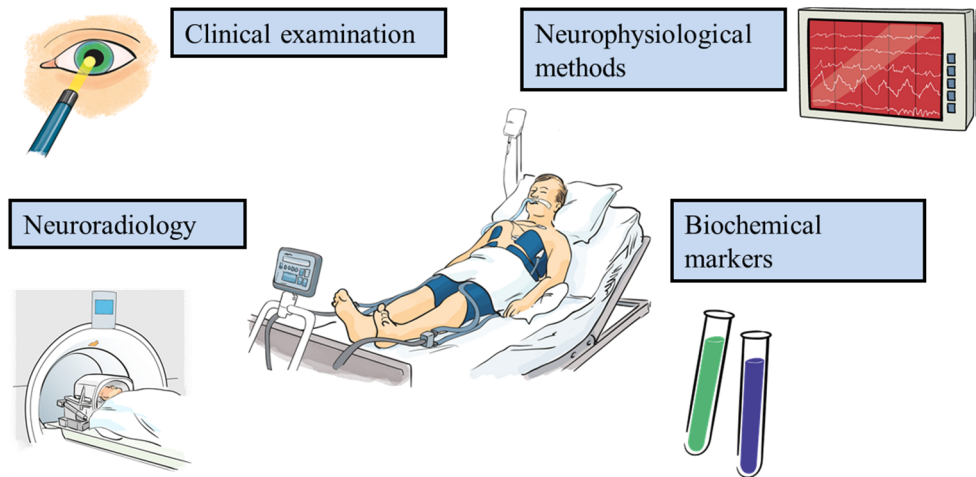 Clinical examination
Neurophysiological
methods
Neuroradiology
Biochemical
markers